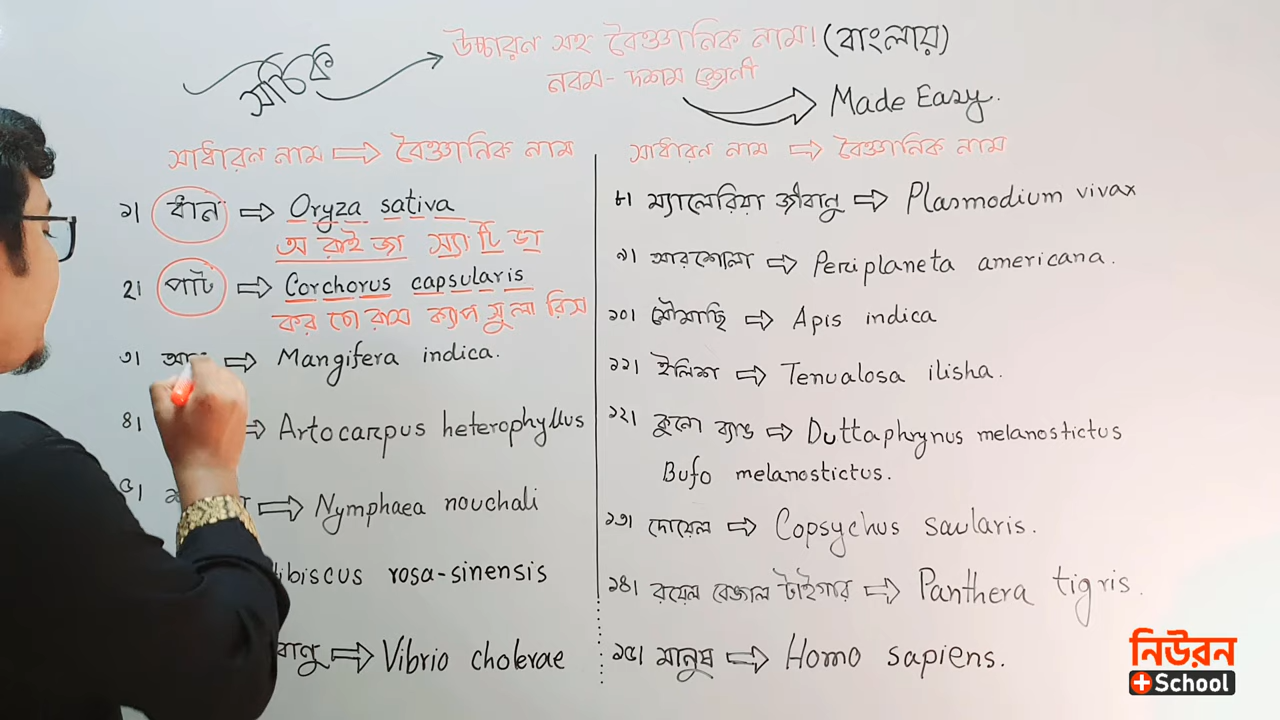 সঠিক
উচ্চারন সহ বৈজ্ঞানিক নাম! (বাংলায়)
নবম-দশম শ্রেনী
Made Easy.
সাধারন নাম ⇒ বৈজ্ঞানিক নাম
১। ধান ⇒ Oryza sativa
অ রাই জা স্যা টি ভা
২। পাট ⇒ Corchorus capsularis
কর চো রাস ক্যাপ সুলা রিস
৩। ⇒ Mangifera indica.
৪। ⇒ Artocarpus heterophyllus
৫। ⇒ Nymphaea nouchali
ibiscus rosa-sinensis
⇒ Vibrio cholerae
সাধারন নাম ⇒ বৈজ্ঞানিক নাম
৮। ম্যালেরিয়া জীবানু ⇒ Plasmodium vivax
৯। আরশোলা ⇒ Periplaneta americana.
১০। মৌমাছি ⇒ Apis indica
১১। ইলিশ ⇒ Tenualosa ilisha.
১২। কুনো ব্যাঙ ⇒ Duttaphrynus melanostictus
Bufo melanostictus.
১৩। দোয়েল ⇒ Copsychus saularis.
১৪। রয়েল বেঙ্গল টাইগার ⇒ Panthera tigris.
১৫। মানুষ ⇒ Homo sapiens.
নিউরন
+School